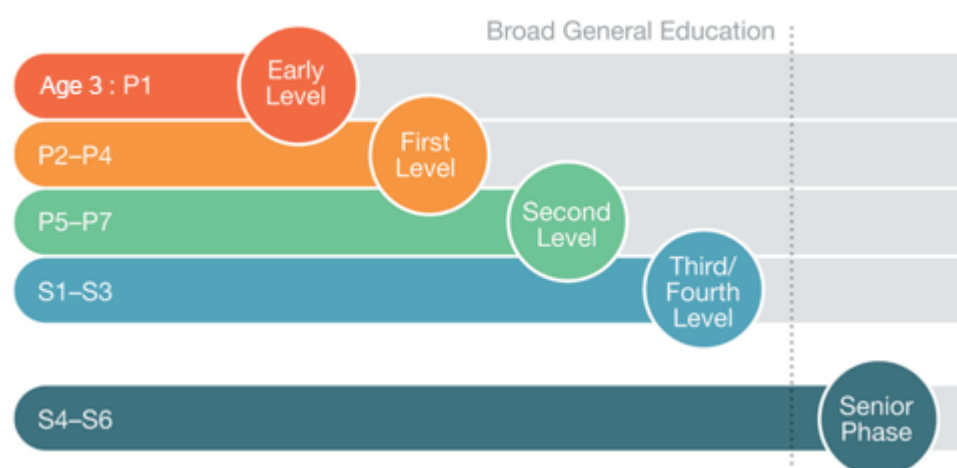 Broad General Education
Age 3 : P1
Early
Level
P2–P4
First
Level
P5–P7
Second
Level
S1–S3
Third/
Fourth
Level
S4–S6
Senior
Phase